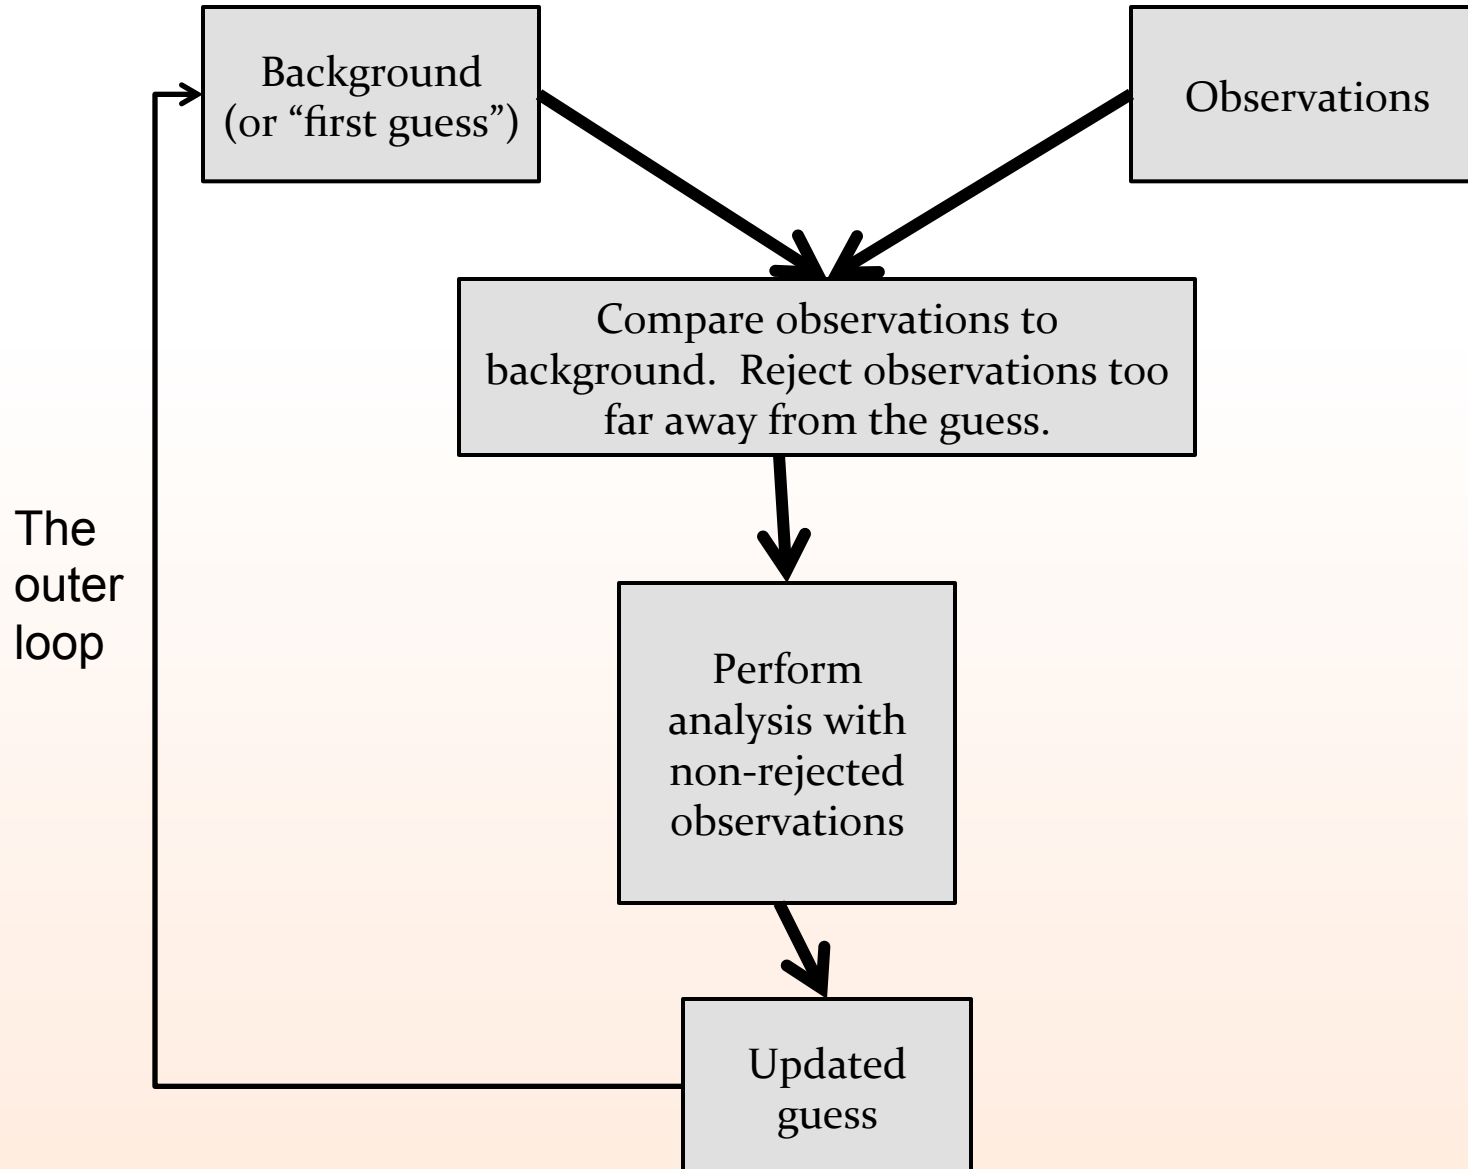 Background
(or “first guess”)
Observations
Compare observations to
background.  Reject observations too
far away from the guess.
The
outer
loop
Perform
analysis with
non-rejected
observations
Updated
guess